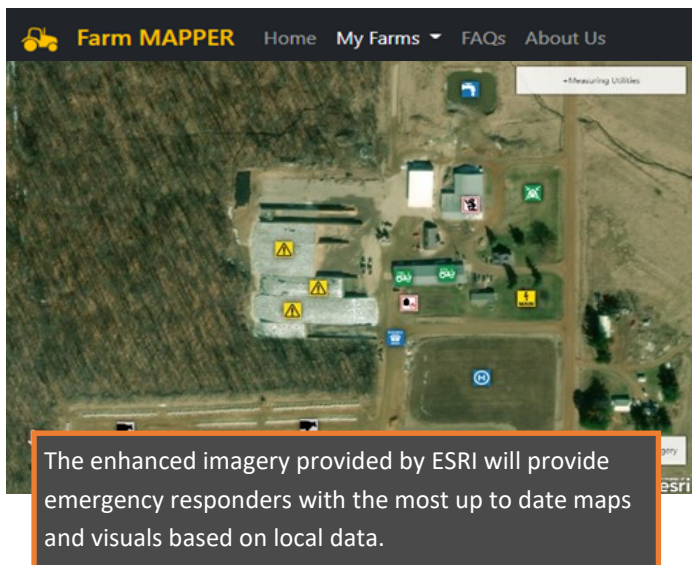 Farm MAPPER Home My Farms FAQs About Us
+Measuring Utilities
MAIN
H
The enhanced imagery provided by ESRI will provide
emergency responders with the most up to date maps
and visuals based on local data.
esri